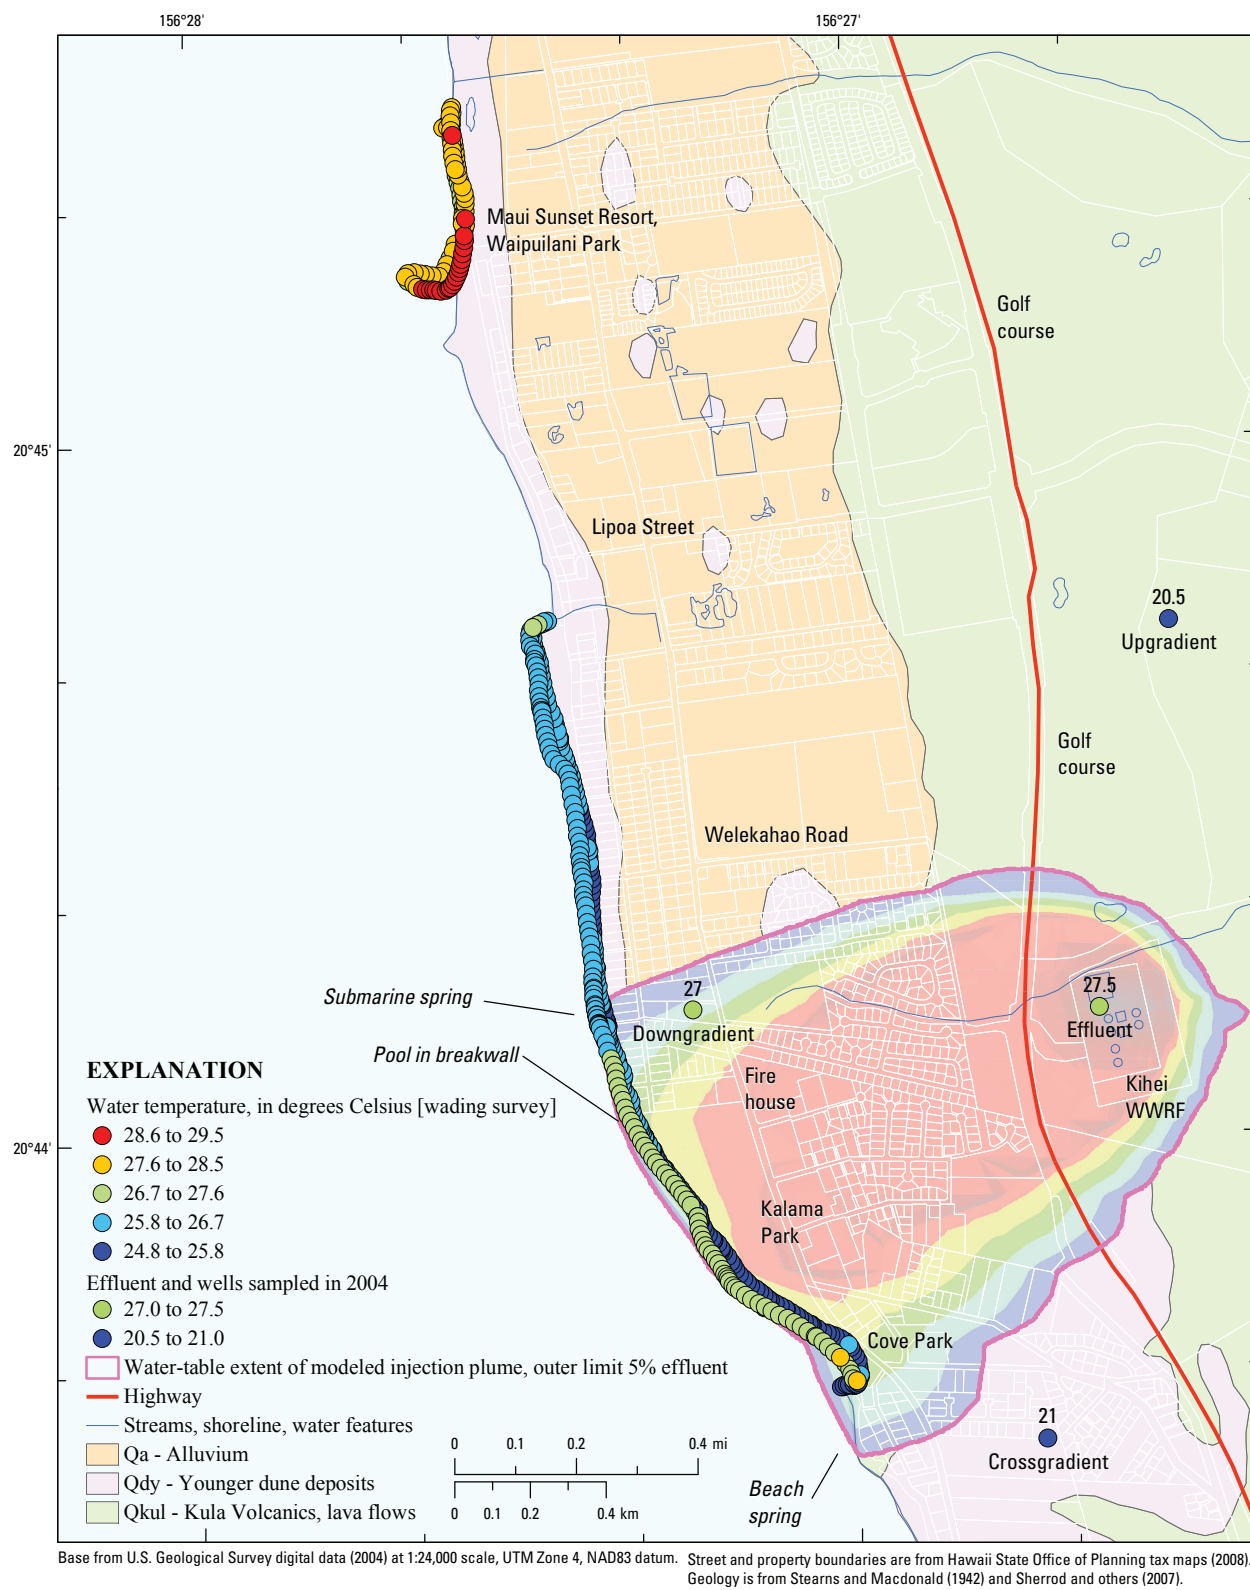 156°28'
156°27'
Maui Sunset Resort,
Waipuilani Park
Golf
course
20°45'
Lipoa Street
20.5
Upgradient
Golf
course
Welekahao Road
27
Downgradient
27.5
Effluent
Submarine spring
Pool in breakwall
Fire
house
Kihei
WWRF
20°44'
Kalama
Park
Cove Park
21
Crossgradient
Beach
spring
EXPLANATION
Water temperature, in degrees Celsius [wading survey]
28.6 to 29.5
27.6 to 28.5
26.7 to 27.6
25.8 to 26.7
24.8 to 25.8
Effluent and wells sampled in 2004
27.0 to 27.5
20.5 to 21.0
Water-table extent of modeled injection plume, outer limit 5% effluent
Highway
Streams, shoreline, water features
Qa - Alluvium
Qdy - Younger dune deposits
Qkul - Kula Volcanics, lava flows
0 0.1 0.2 0.4 mi
0 0.1 0.2 0.4 km
Base from U.S. Geological Survey digital data (2004) at 1:24,000 scale, UTM Zone 4, NAD83 datum.
Street and property boundaries are from Hawaii State Office of Planning tax maps (2008).
Geology is from Stearns and Macdonald (1942) and Sherrod and others (2007).